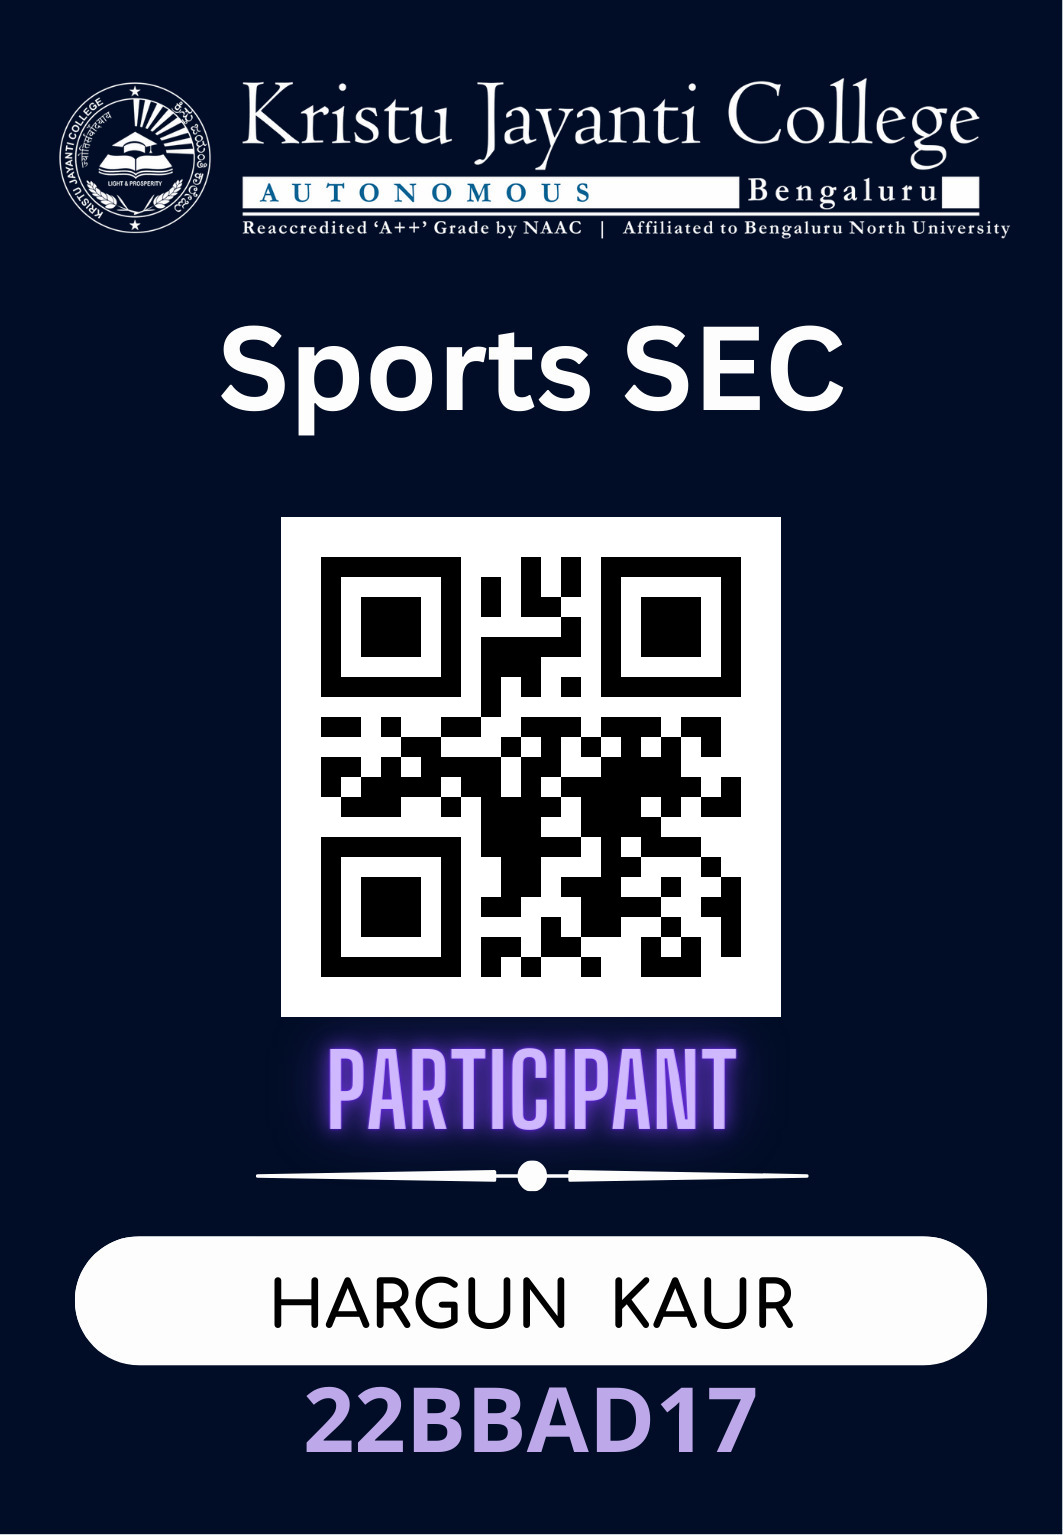 KRISTU JAYANTI COLLEGE
ಕ್ರಿಸ್ತು ಜಯಂತಿ ಕಾಲೇಜು
LIGHT & PROSPERITY
Kristu Jayanti College
AUTONOMOUS Bengaluru
Reaccredited ‘A++’ Grade by NAAC | Affiliated to Bengaluru North University
Sports SEC
PARTICIPANT
HARGUN KAUR
22BBAD17